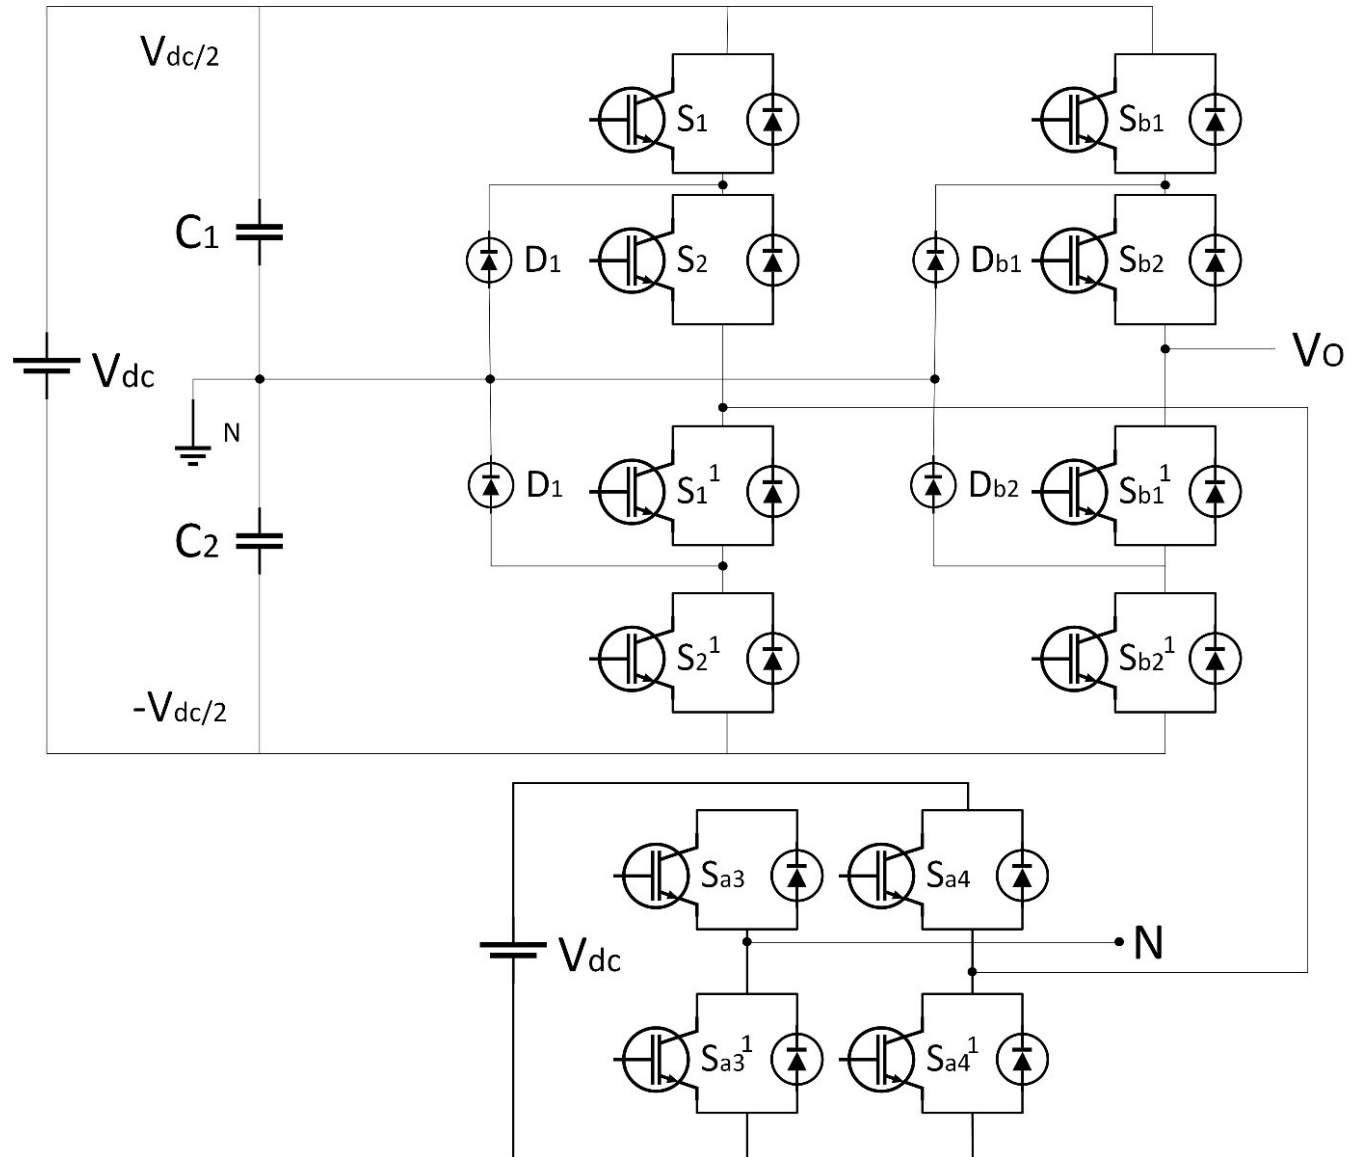 Vdc/2
S1
Sb1
C1
D1
S2
Db1
Sb2
Vdc
VO
N
D1
S1 1
Db2
Sb1 1
C2
S2 1
Sb2 1
-Vdc/2
Sa3
Sa4
Vdc
N
Sa3 1
Sa4 1